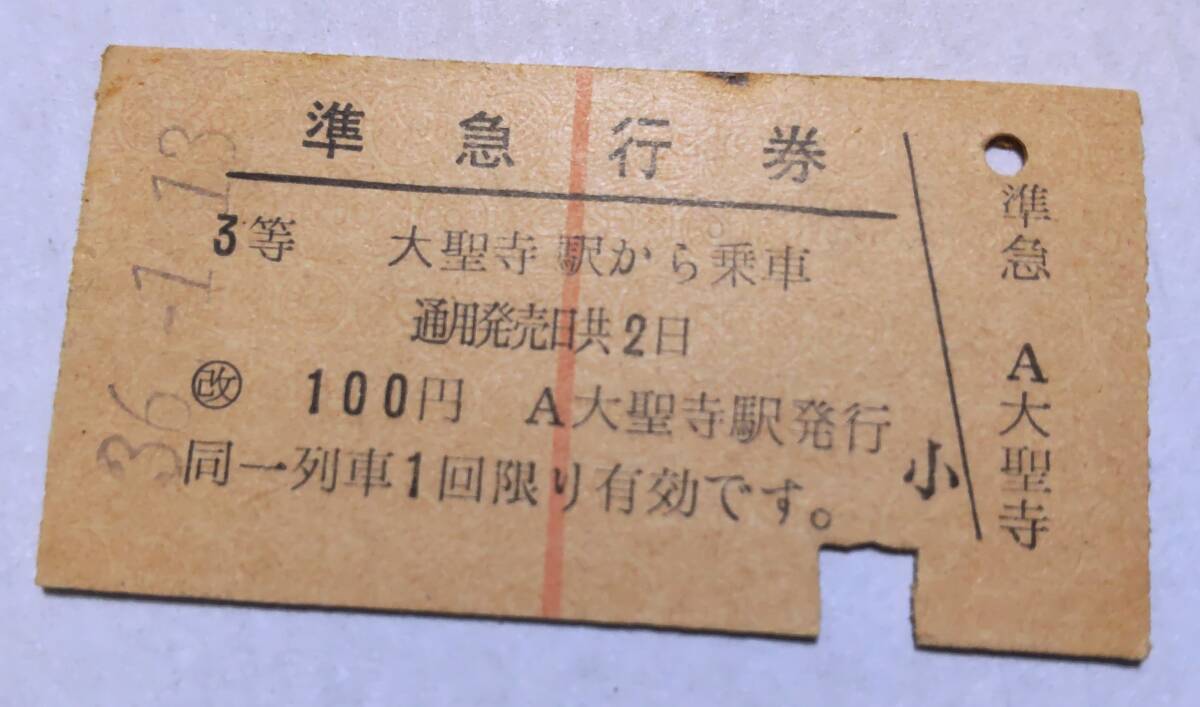 準急行券
3等 大聖寺駅から乗車
通用発売日共2日
㊷ 100円 A大聖寺駅発行
同一列車1回限り有効です。
小
準急 A大聖寺
36-1.13